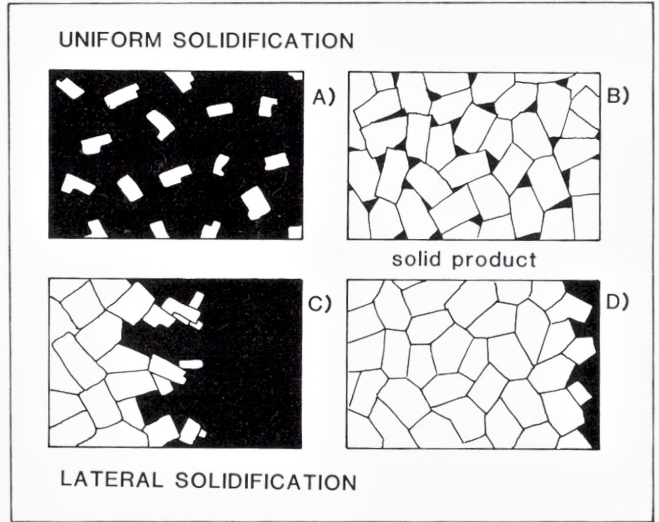 UNIFORM SOLIDIFICATION
A)
B)
solid product
C)
D)
LATERAL SOLIDIFICATION